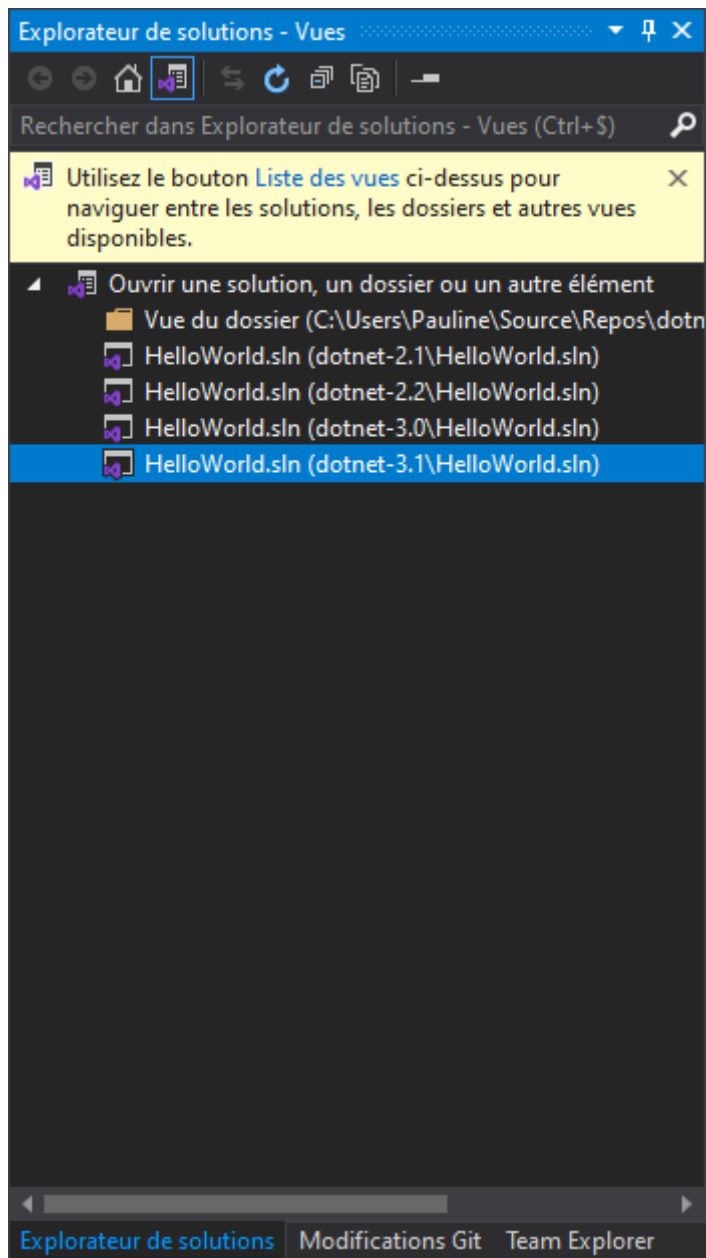 Explorateur de solutions - Vues
Rechercher dans Explorateur de solutions - Vues (Ctrl+$)
Utilisez le bouton Liste des vues ci-dessus pour
naviguer entre les solutions, les dossiers et autres vues
disponibles.
Ouvrir une solution, un dossier ou un autre élément
Vue du dossier (C:\Users\Pauline\Source\Repos\dotn
HelloWorld.sln (dotnet-2.1\HelloWorld.sln)
HelloWorld.sln (dotnet-2.2\HelloWorld.sln)
HelloWorld.sln (dotnet-3.0\HelloWorld.sln)
HelloWorld.sln (dotnet-3.1\HelloWorld.sln)
Explorateur de solutions Modifications Git Team Explorer